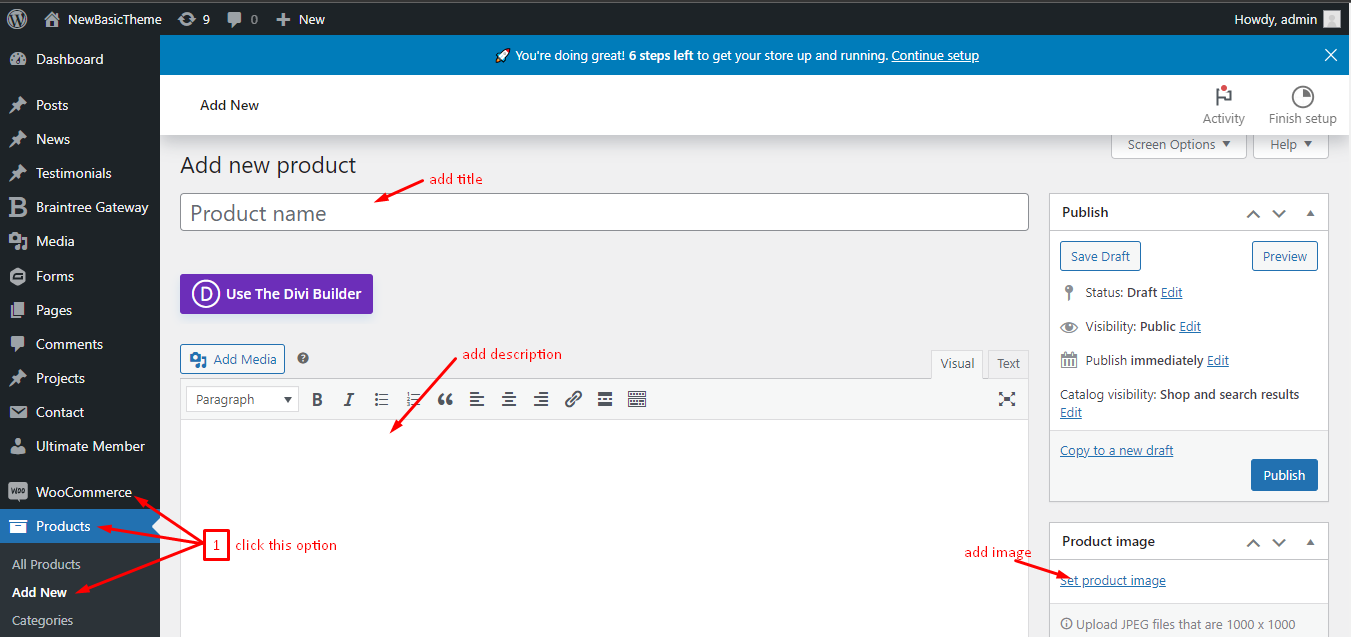 NewBasicTheme 9 0 New Howdy, admin
You're doing great! 6 steps left to get your store up and running. Continue setup
Dashboard
Posts
News
Testimonials
Braintree Gateway
Media
Forms
Pages
Comments
Projects
Contact
Ultimate Member
WooCommerce
Products
All Products
Add New
Categories
Add New
Activity
Finish setup
Screen Options
Help
Add new product
add title
Product name
Use The Divi Builder
Add Media
add description
Visual Text
Paragraph
1 click this option
Publish
Save Draft Preview
Status: Draft Edit
Visibility: Public Edit
Publish immediately Edit
Catalog visibility: Shop and search results
Edit
Copy to a new draft
Publish
Product image
add image
Set product image
Upload JPEG files that are 1000 x 1000